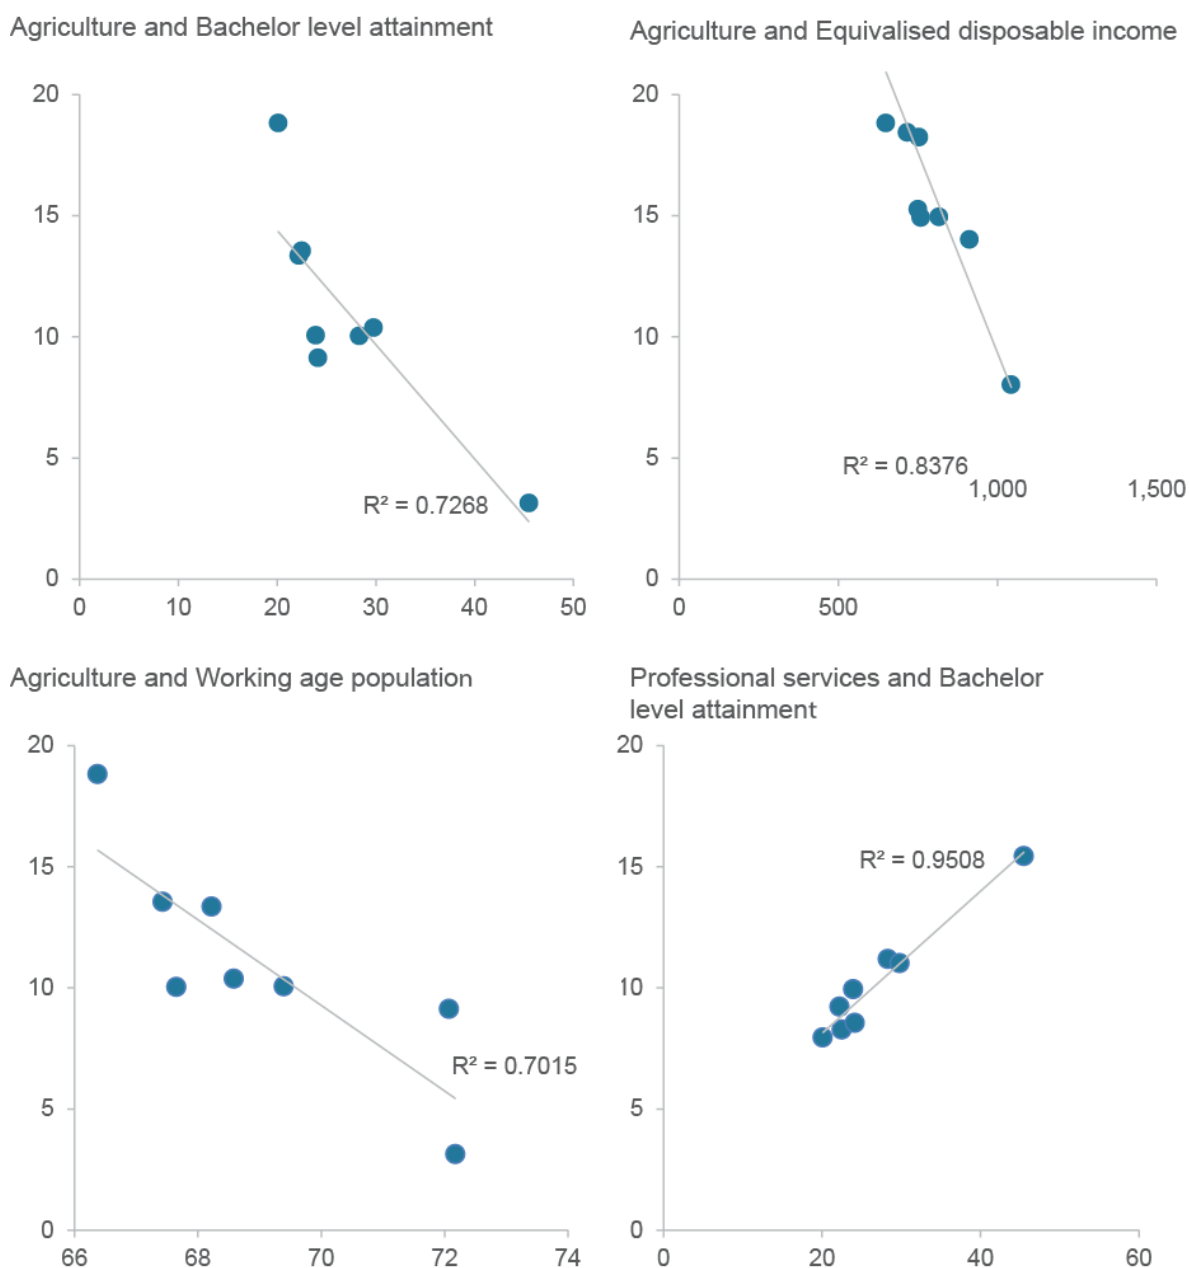 Agriculture and Bachelor level attainment
20
15
10
5
0
R² = 0.7268
0 10 20 30 40 50
Agriculture and Equivalised disposable income
20
15
10
5
0
R² = 0.8376
1,000 1,500
0 500
Agriculture and Working age population
20
15
10
5
0
R² = 0.7015
66 68 70 72 74
Professional services and Bachelor
level attainment
20
15
10
5
0
R² = 0.9508
0 20 40 60